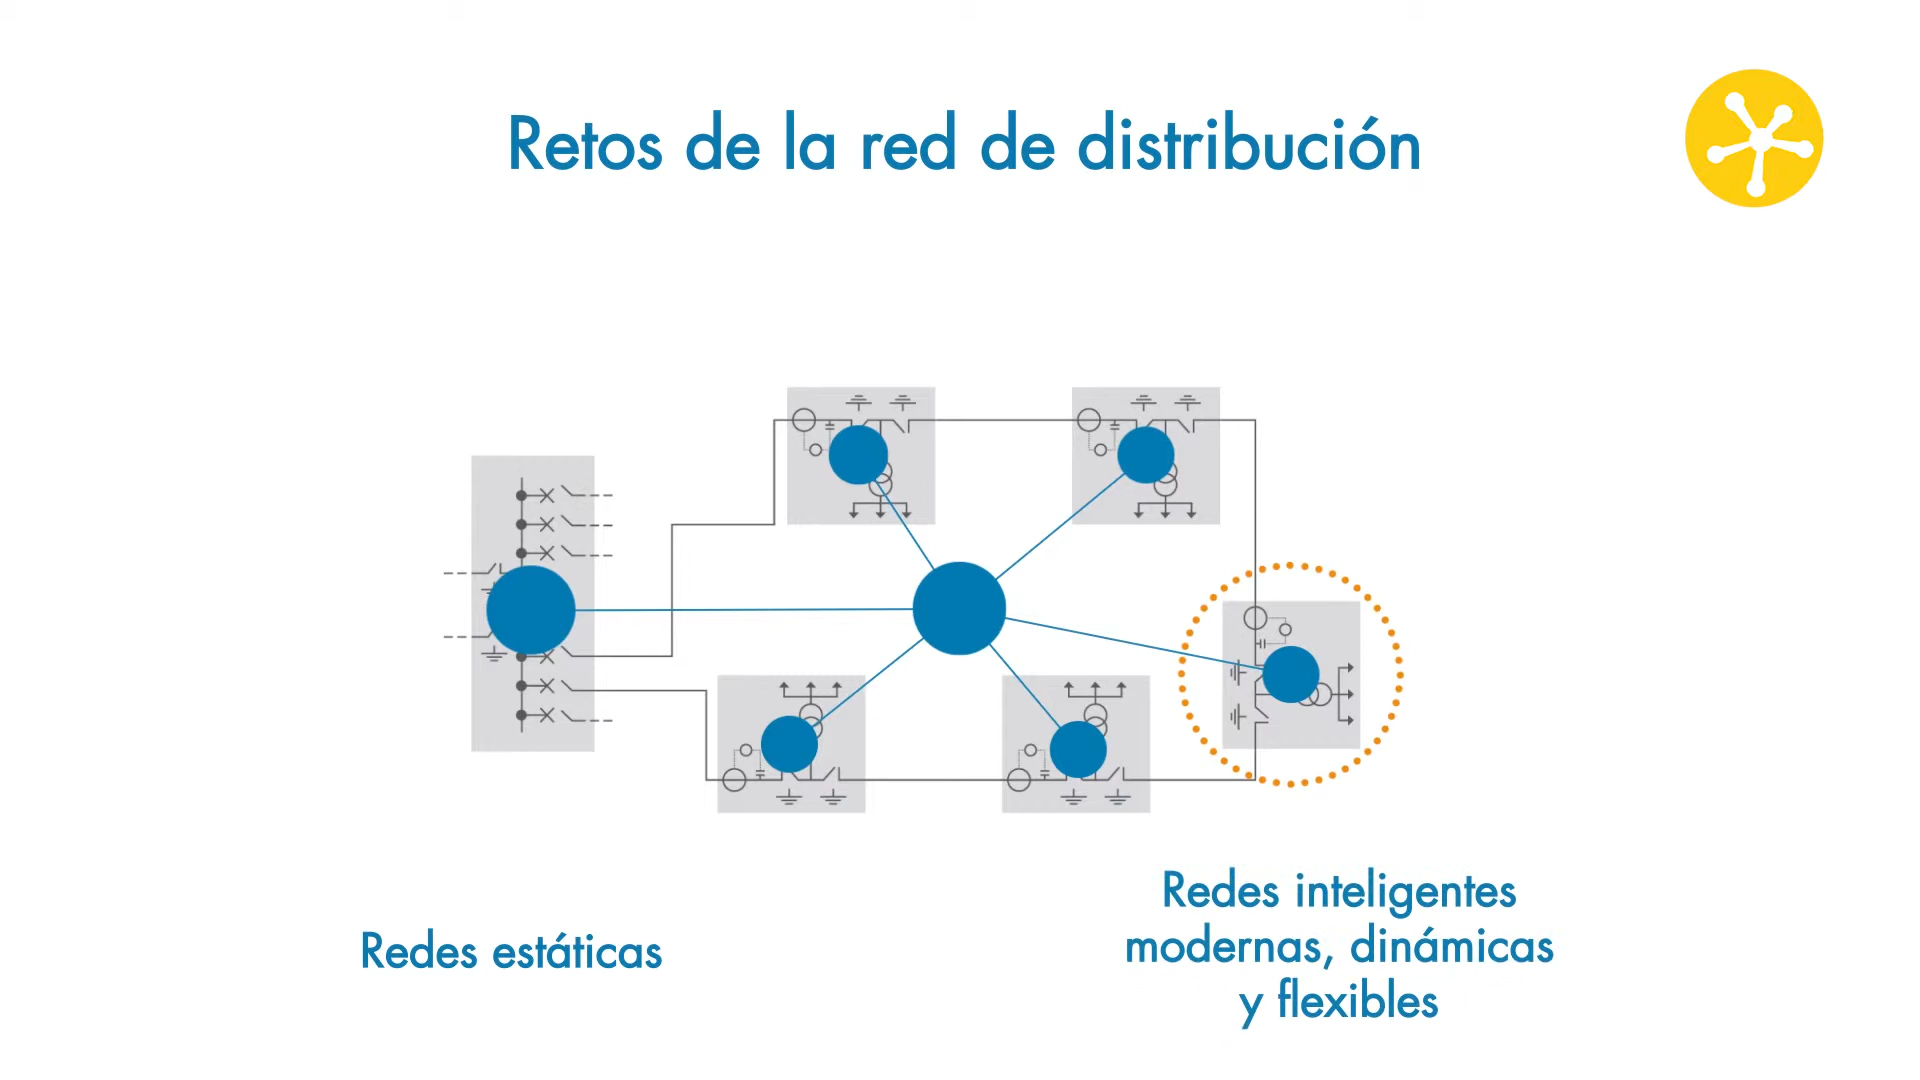 Retos de la red de distribución
Redes estáticas
Redes inteligentes
modernas, dinámicas
y flexibles